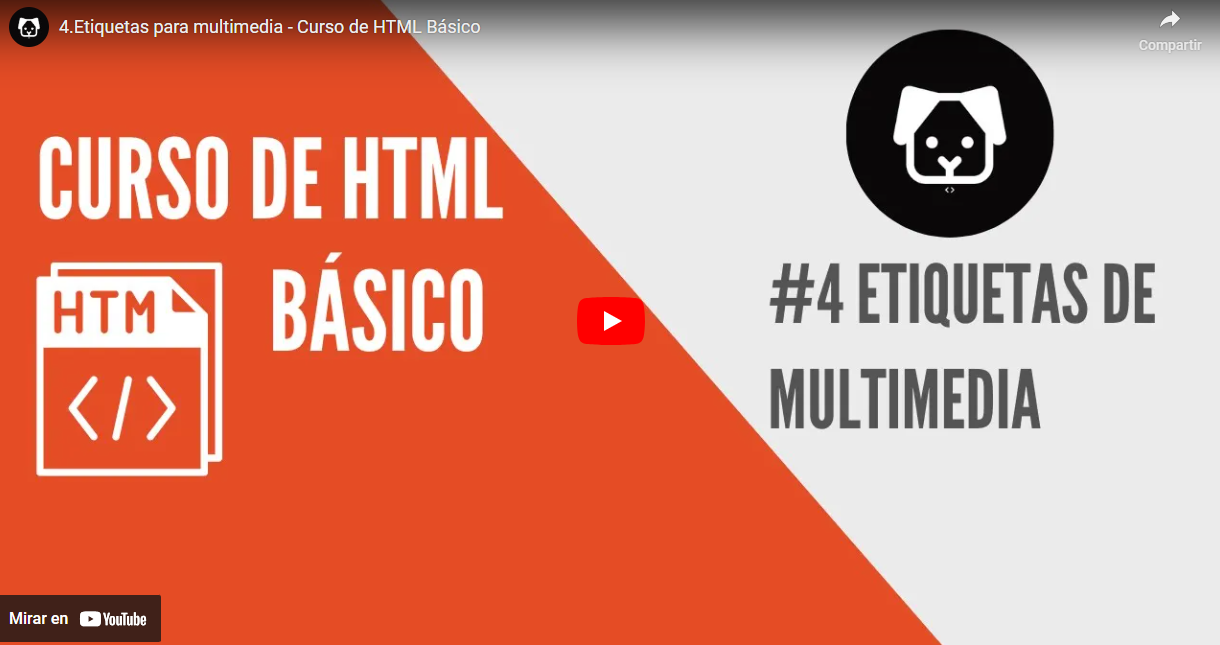 4.Etiquetas para multimedia - Curso de HTML Básico
Compartir
CURSO DE HTML
BÁSICO
HTM
</>
#4 ETIQUETAS DE
MULTIMEDIA
<>
Mirar en YouTube